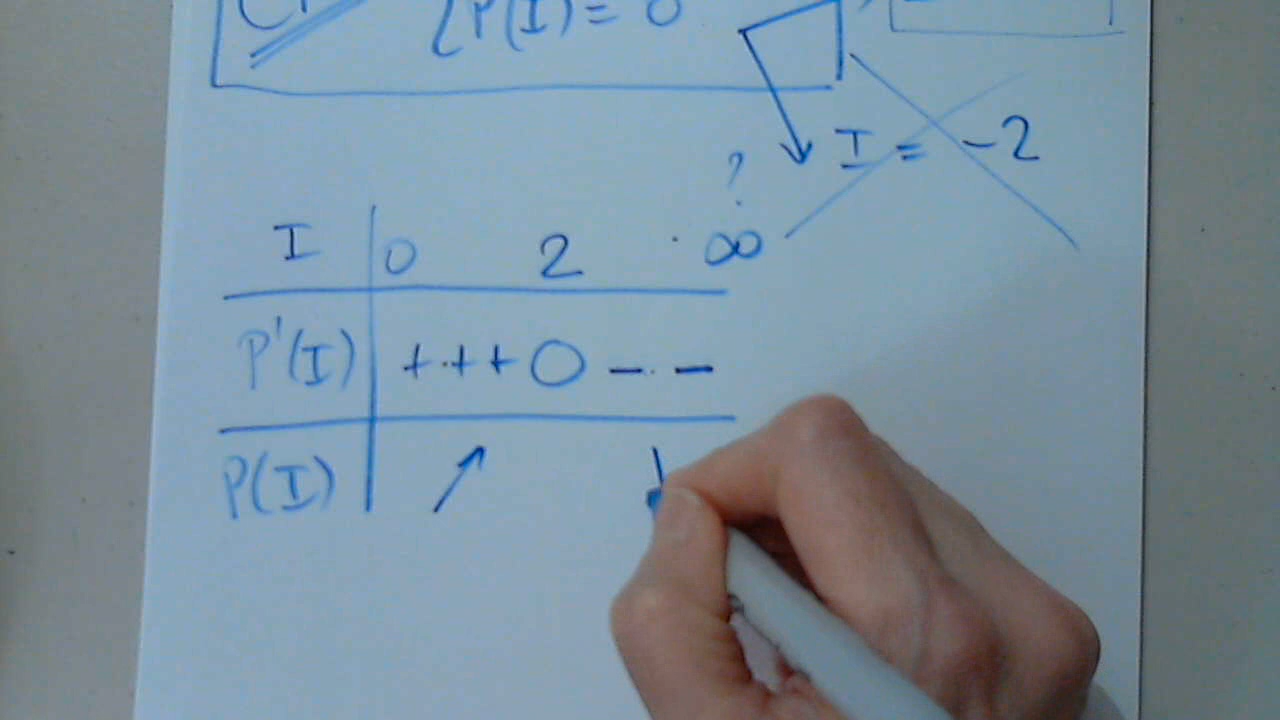 P(I) = 0
I = -2
?
I 0 2 ∞
P'(I) + + + 0 - -
P(I) ↗